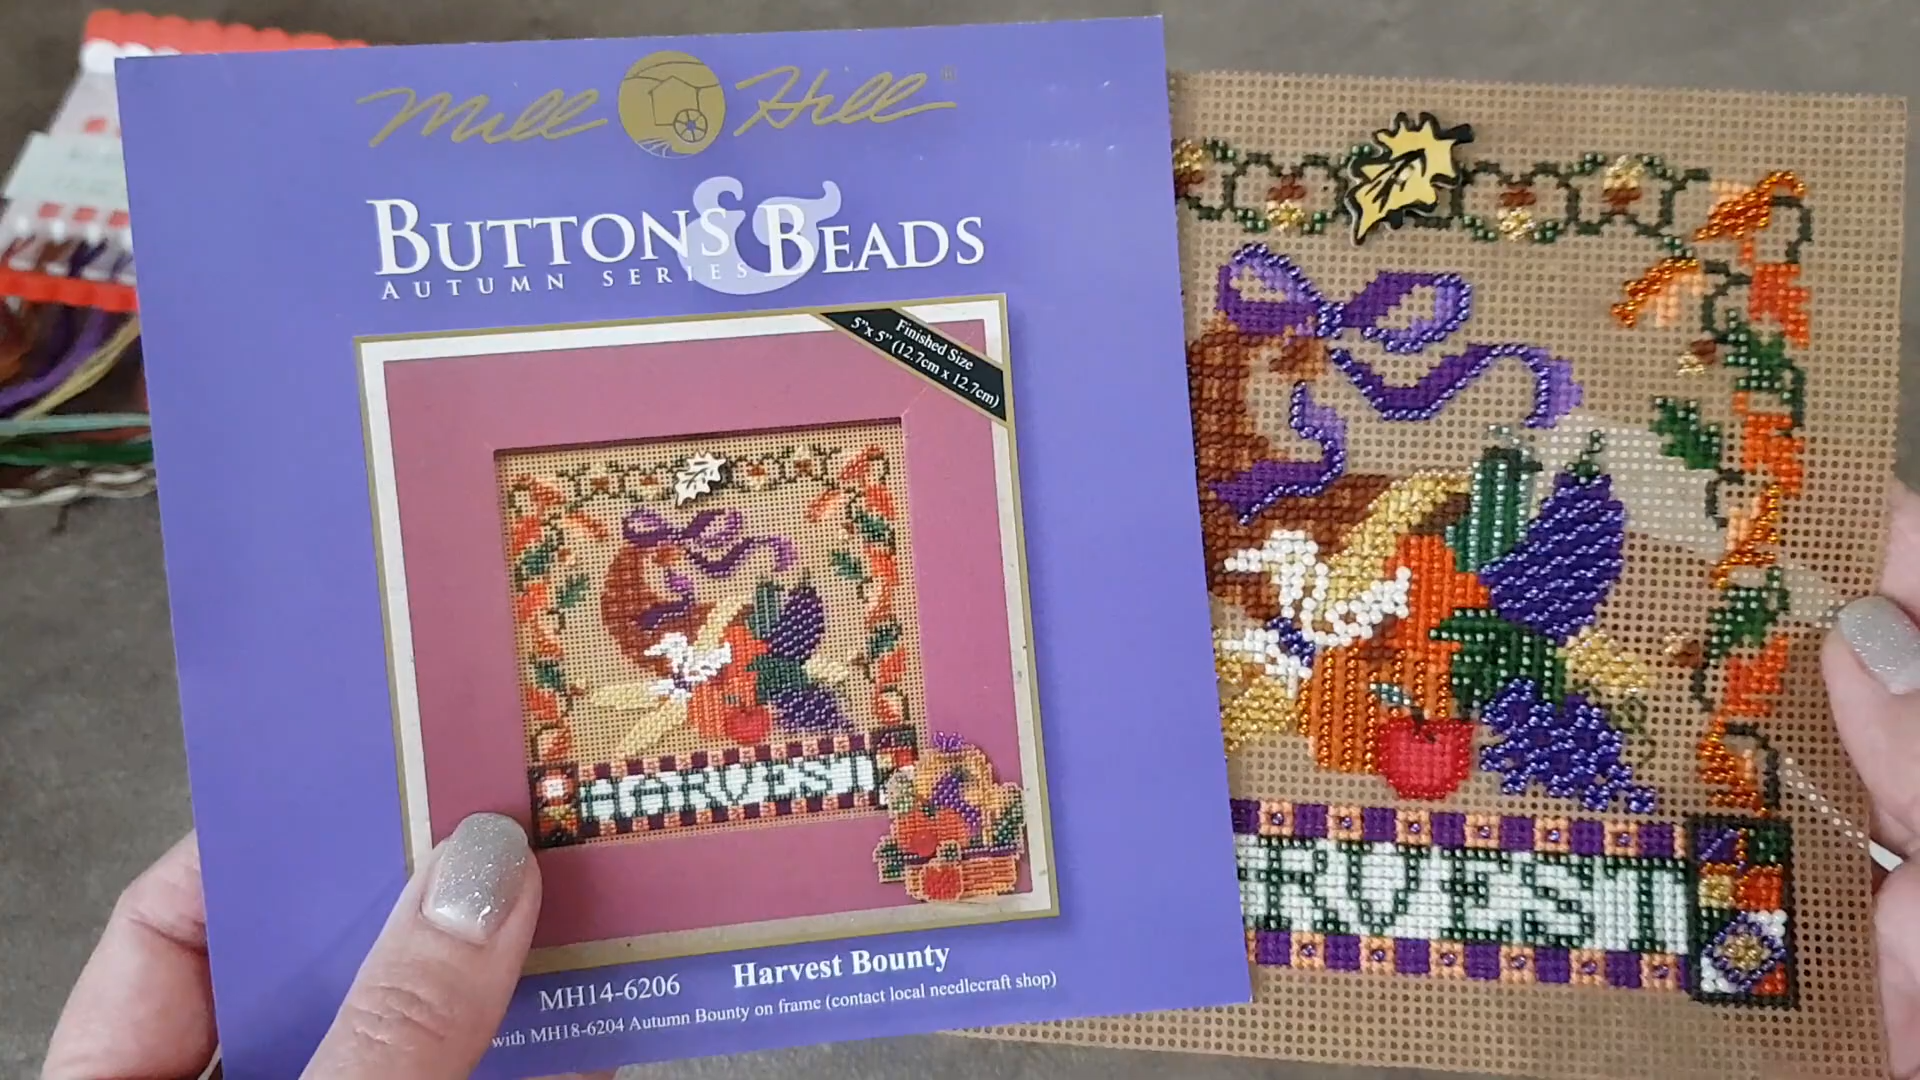 Mill Hill®
BUTTONS & BEADS
AUTUMN SERIES
Finished Size
5"x 5" (12.7cm x 12.7cm)
HARVEST
MH14-6206
Harvest Bounty
with MH18-6204 Autumn Bounty on frame (contact local needlecraft shop)
RVEST